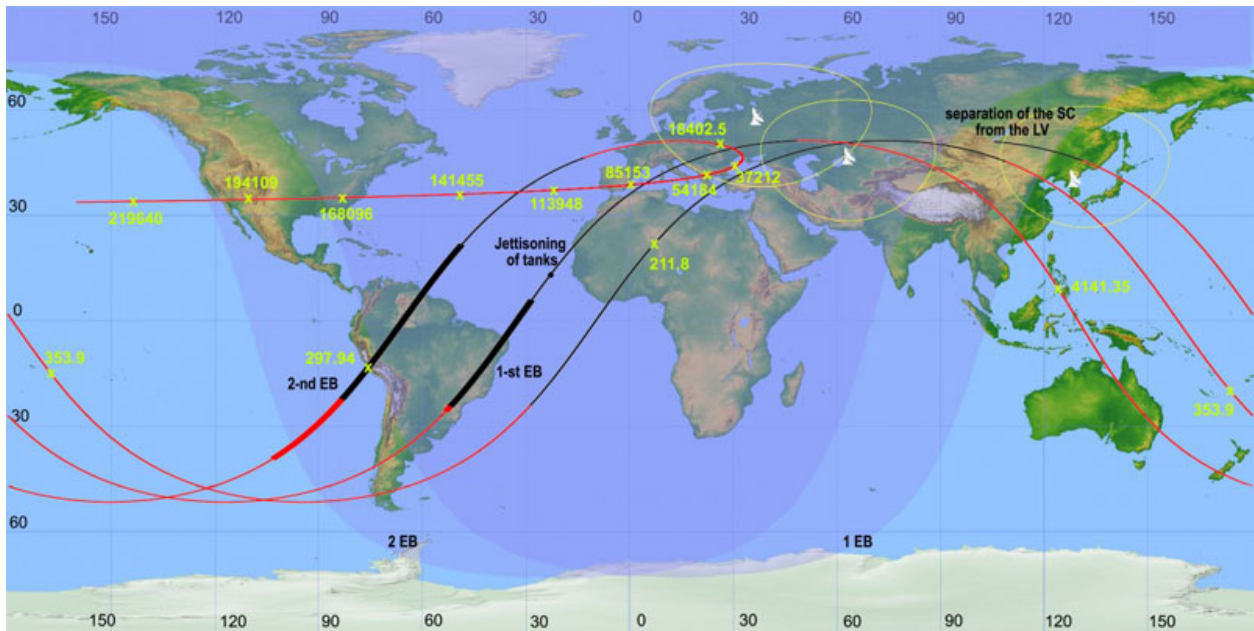 150 120 90 60 30 0 30 60 90 120 150
60
separation of the SC
from the LV
18402.5
37212
54184
85153
194109
141455
113948
168096
219640
30
Jettisoning
of tanks
211.8
4141.35
0
353.9
297.94
2-nd EB
1-st EB
353.9
30
60
2 EB
1 EB
150 120 90 60 30 0 30 60 90 120 150